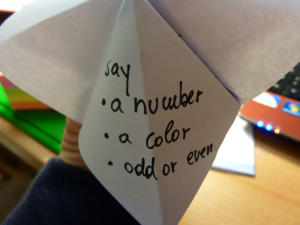 say
• a number
• a color
• odd or even